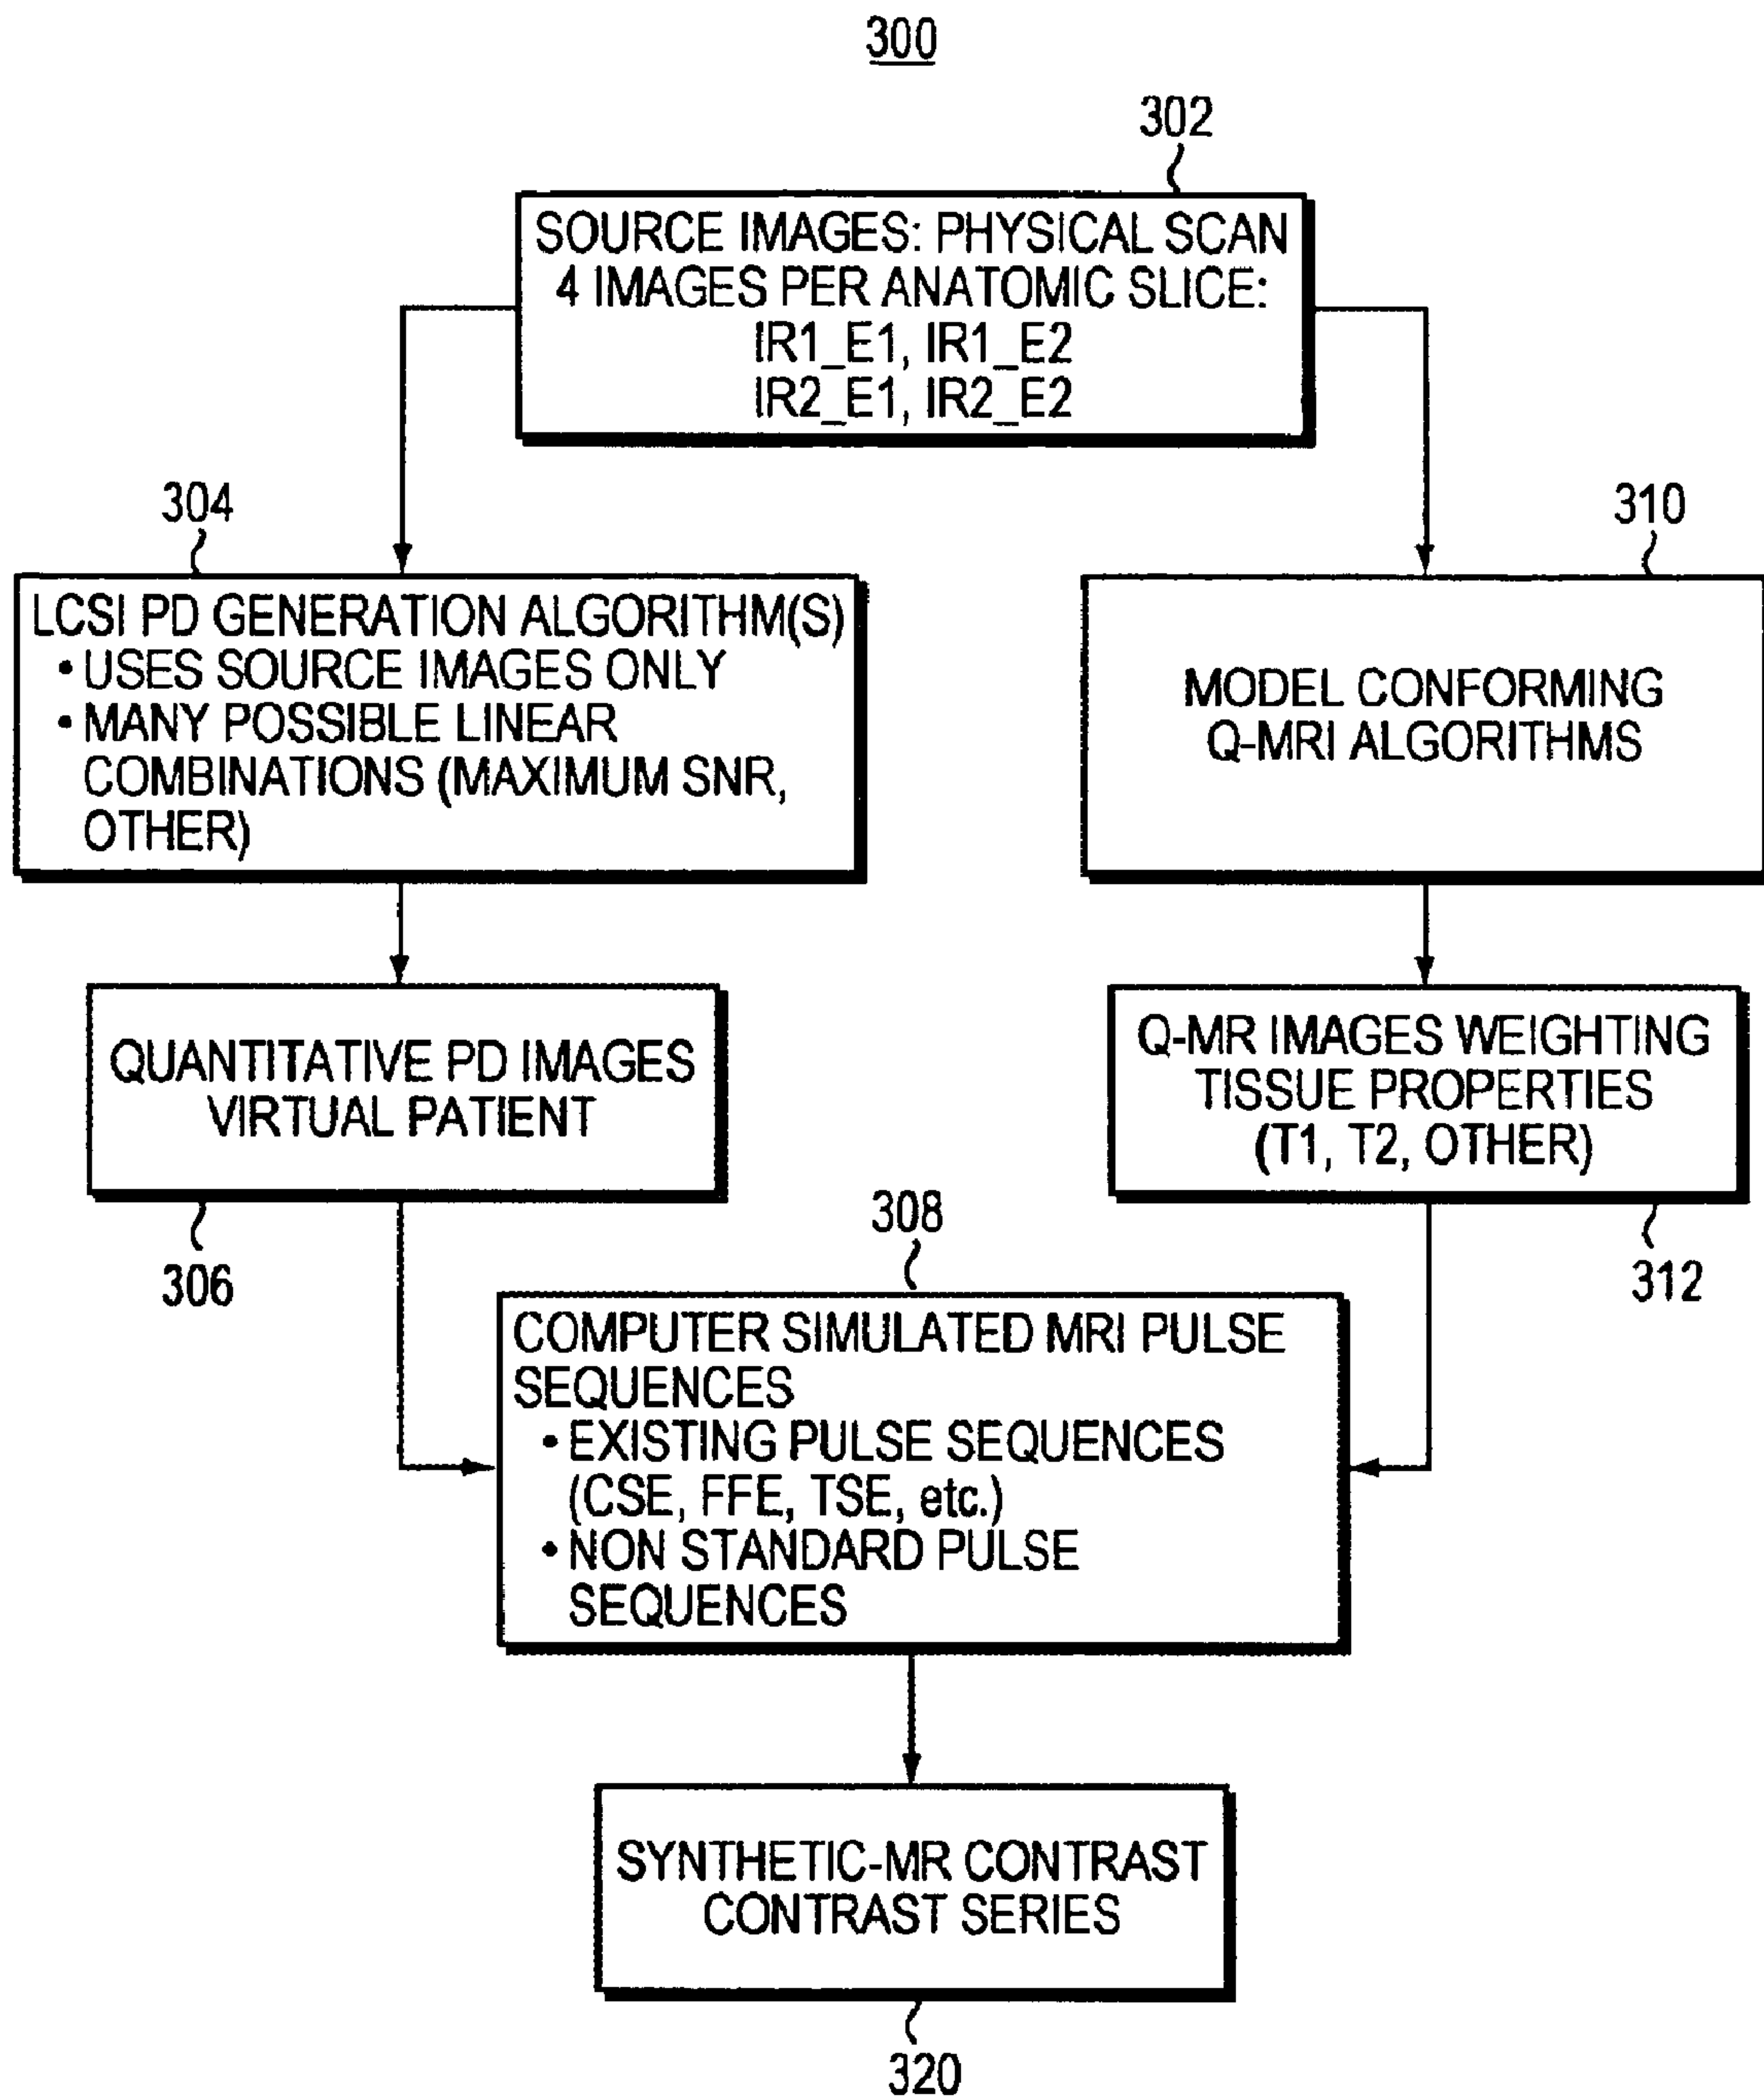 300
302
SOURCE IMAGES: PHYSICAL SCAN
4 IMAGES PER ANATOMIC SLICE:
IR1_E1, IR1_E2
IR2_E1, IR2_E2
304
LCSI PD GENERATION ALGORITHM(S)
• USES SOURCE IMAGES ONLY
• MANY POSSIBLE LINEAR
COMBINATIONS (MAXIMUM SNR,
OTHER)
310
MODEL CONFORMING
Q-MRI ALGORITHMS
QUANTITATIVE PD IMAGES
VIRTUAL PATIENT
306
Q-MR IMAGES WEIGHTING
TISSUE PROPERTIES
(T1, T2, OTHER)
312
308
COMPUTER SIMULATED MRI PULSE
SEQUENCES
• EXISTING PULSE SEQUENCES
(CSE, FFE, TSE, etc.)
• NON STANDARD PULSE
SEQUENCES
SYNTHETIC-MR CONTRAST
CONTRAST SERIES
320